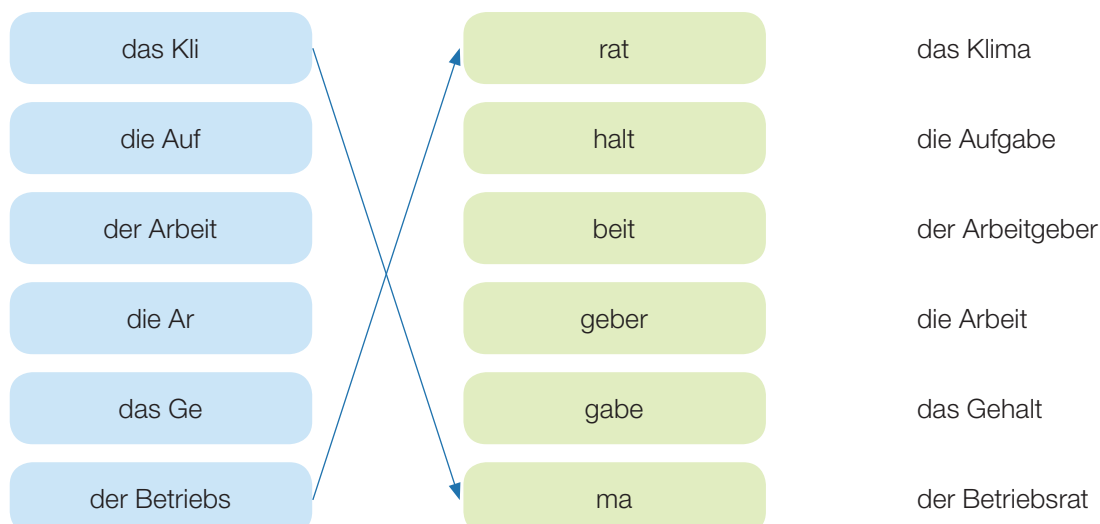 das Kli rat das Klima
die Auf halt die Aufgabe
der Arbeit beit der Arbeitgeber
die Ar geber die Arbeit
das Ge gabe das Gehalt
der Betriebs ma der Betriebsrat